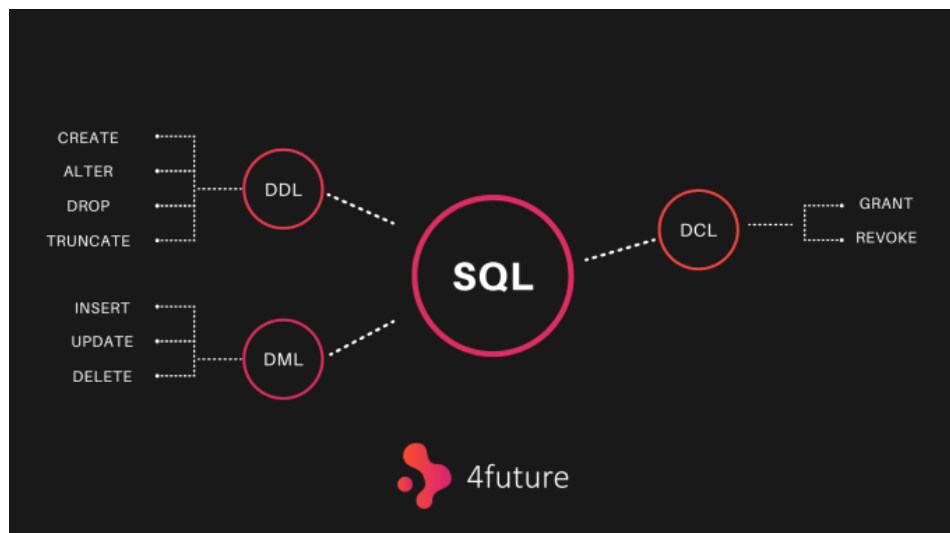 CREATE
ALTER
DROP
TRUNCATE
DDL
INSERT
UPDATE
DELETE
DML
SQL
DCL
GRANT
REVOKE
4future